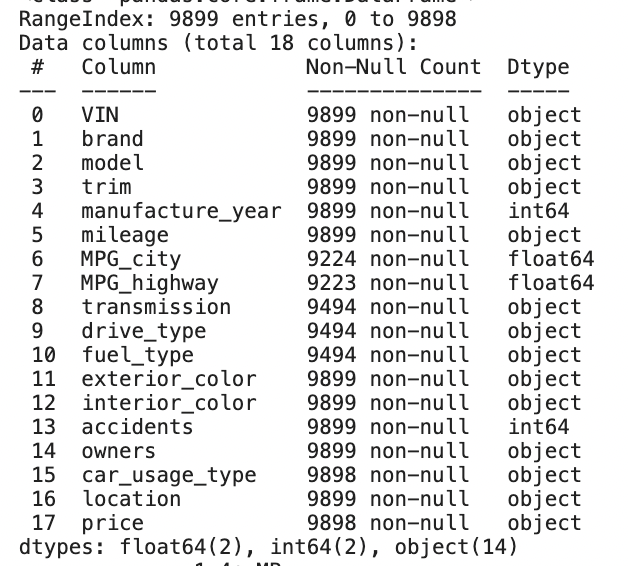 RangeIndex: 9899 entries, 0 to 9898
Data columns (total 18 columns):
 #   Column            Non-Null Count  Dtype
---  ------            --------------  -----
 0   VIN               9899 non-null   object
 1   brand             9899 non-null   object
 2   model             9899 non-null   object
 3   trim              9899 non-null   object
 4   manufacture_year  9899 non-null   int64
 5   mileage           9899 non-null   object
 6   MPG_city          9224 non-null   float64
 7   MPG_highway       9223 non-null   float64
 8   transmission      9494 non-null   object
 9   drive_type        9494 non-null   object
 10  fuel_type         9494 non-null   object
 11  exterior_color    9899 non-null   object
 12  interior_color    9899 non-null   object
 13  accidents         9899 non-null   int64
 14  owners            9899 non-null   object
 15  car_usage_type    9898 non-null   object
 16  location          9899 non-null   object
 17  price             9898 non-null   object
dtypes: float64(2), int64(2), object(14)